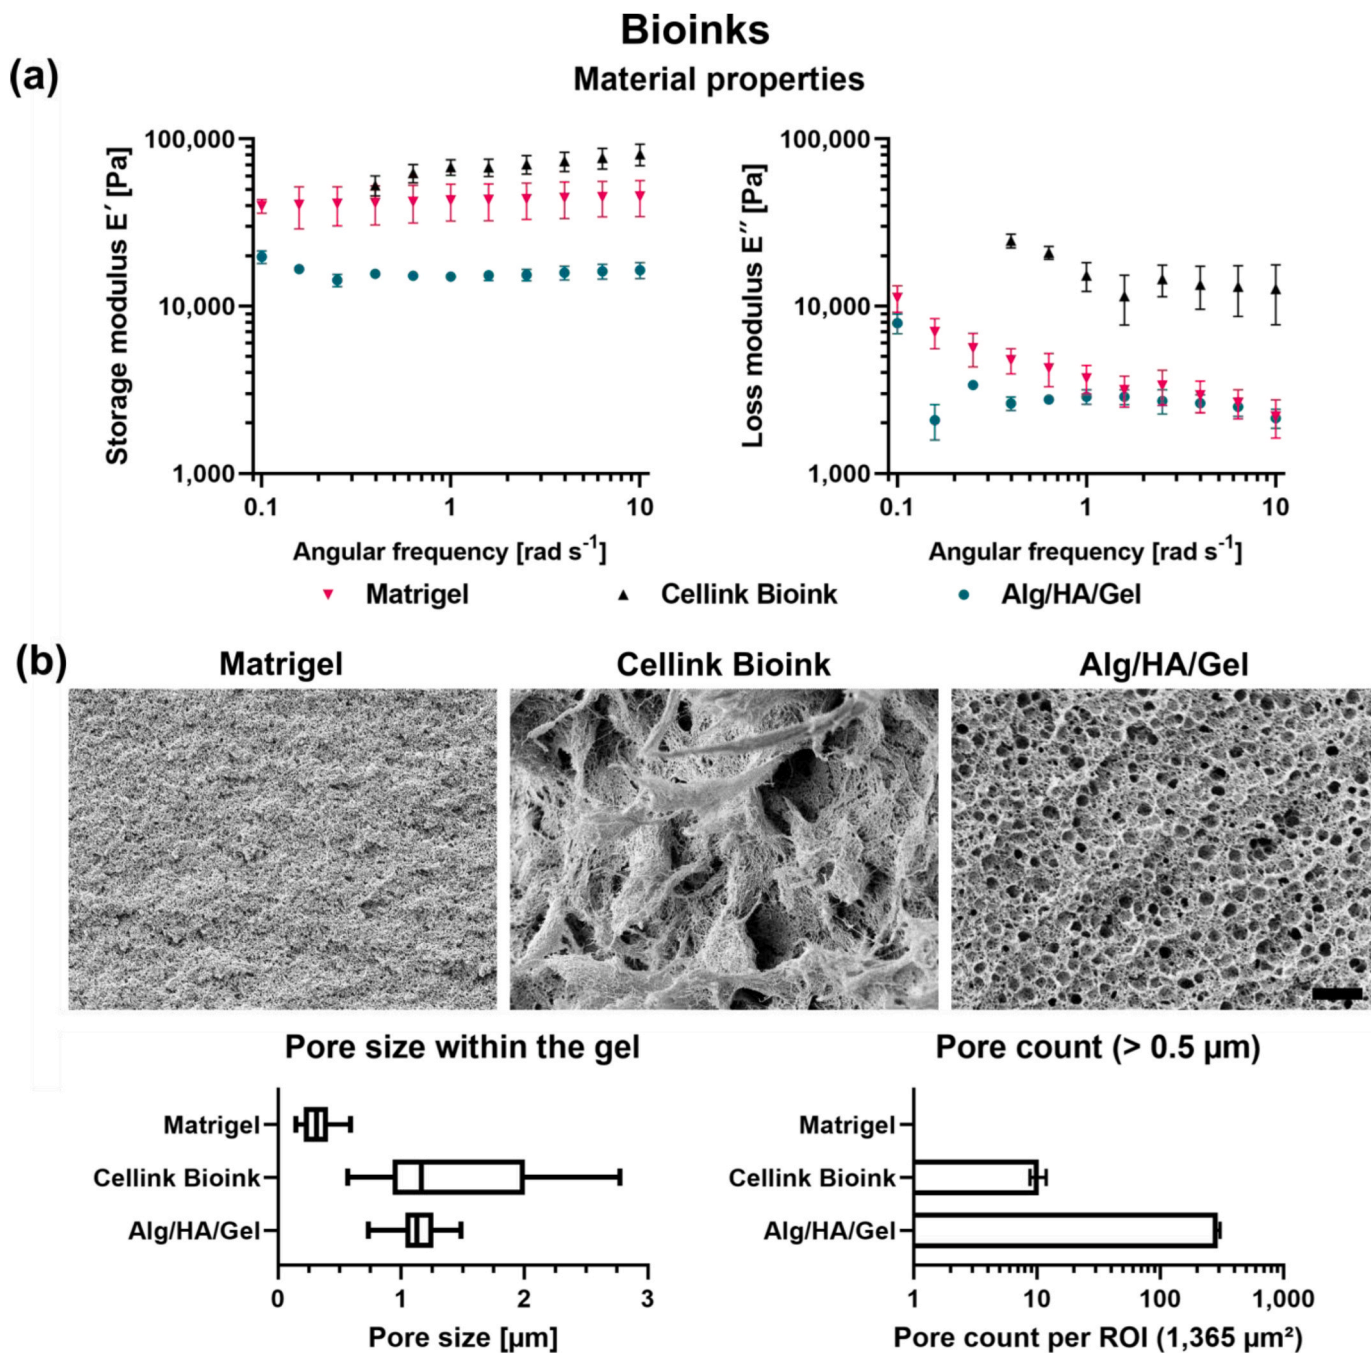 Bioinks
(a)
Material properties
Storage modulus E′ [Pa]
100,000
10,000
1,000
0.1
1
10
Angular frequency [rad s⁻¹]
Loss modulus E″ [Pa]
100,000
10,000
1,000
0.1
1
10
Angular frequency [rad s⁻¹]
Matrigel
Cellink Bioink
Alg/HA/Gel
(b)
Matrigel
Cellink Bioink
Alg/HA/Gel
Pore size within the gel
Matrigel
Cellink Bioink
Alg/HA/Gel
0
1
2
3
Pore size [µm]
Pore count (> 0.5 µm)
Matrigel
Cellink Bioink
Alg/HA/Gel
1
10
100
1,000
Pore count per ROI (1,365 µm²)